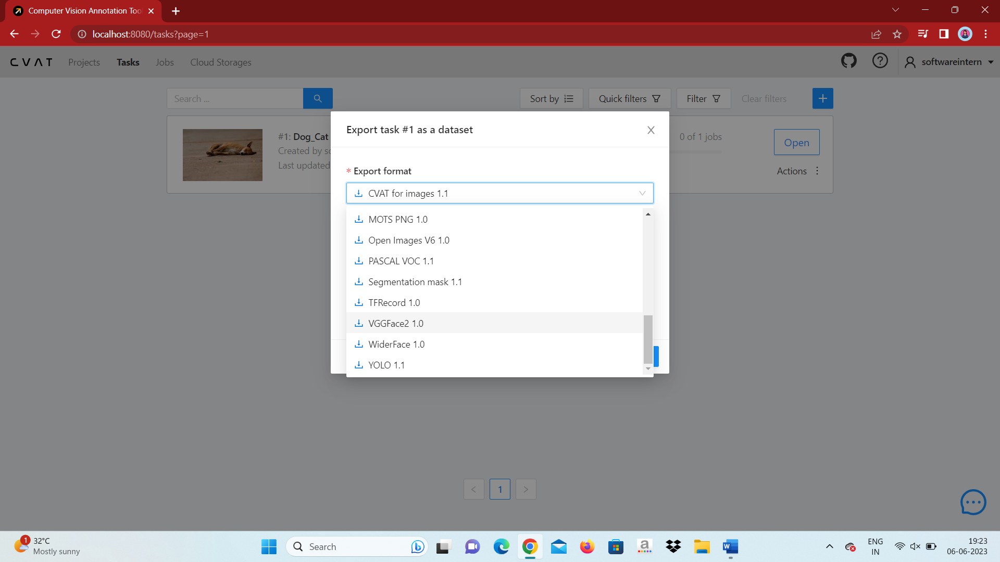 Computer Vision Annotation Too
localhost:8080/tasks?page=1
CVAT Projects Tasks Jobs Cloud Storages softwareintern
Search ... Sort by Quick filters Filter Clear filters
Export task #1 as a dataset
#1: Dog_Cat
Created by so
Last updated
0 of 1 jobs
Open
Actions
* Export format
CVAT for images 1.1
MOTS PNG 1.0
Open Images V6 1.0
PASCAL VOC 1.1
Segmentation mask 1.1
TFRecord 1.0
VGGFace2 1.0
WiderFace 1.0
YOLO 1.1
< 1 >
1
32°C
Mostly sunny
Search
ENG
IN
19:23
06-06-2023